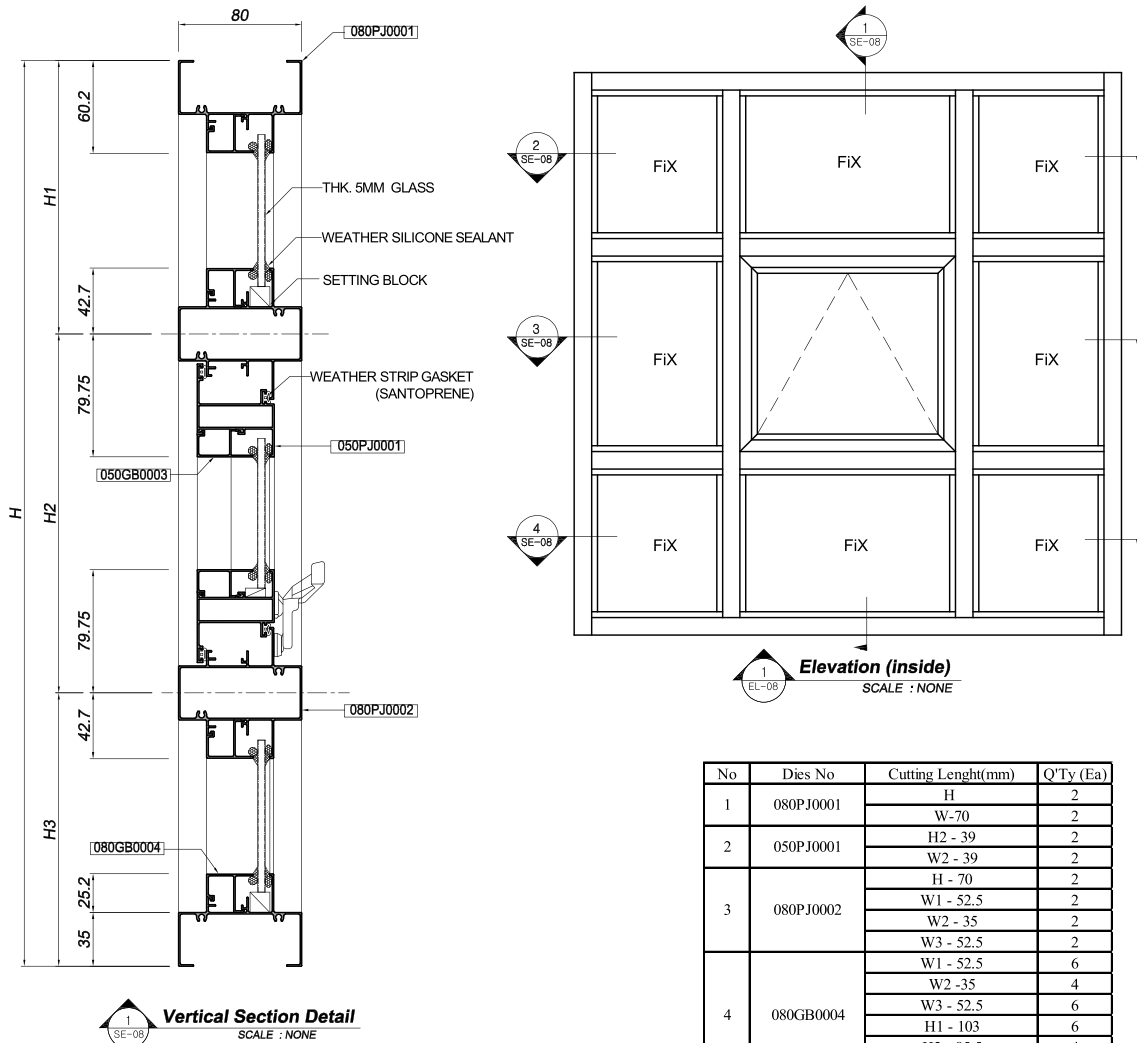 80
080PJ0001
60.2
H1
THK. 5MM GLASS
WEATHER SILICONE SEALANT
SETTING BLOCK
42.7
79.75
WEATHER STRIP GASKET
(SANTOPRENE)
050PJ0001
050GB0003
H
H2
79.75
42.7
080PJ0002
H3
080GB0004
25.2
35
1
SE-08
Vertical Section Detail
SCALE : NONE
1
SE-08
2
SE-08
FiX
FiX
FiX
3
SE-08
FiX
FiX
4
SE-08
FiX
FiX
FiX
1
EL-08
Elevation (inside)
SCALE : NONE
No Dies No Cutting Lenght(mm) Q'Ty (Ea)
1 080PJ0001 H 2
W-70 2
2 050PJ0001 H2 - 39 2
W2 - 39 2
3 080PJ0002 H - 70 2
W1 - 52.5 2
W2 - 35 2
W3 - 52.5 2
4 080GB0004 W1 - 52.5 6
W2 -35 4
W3 - 52.5 6
H1 - 103 6